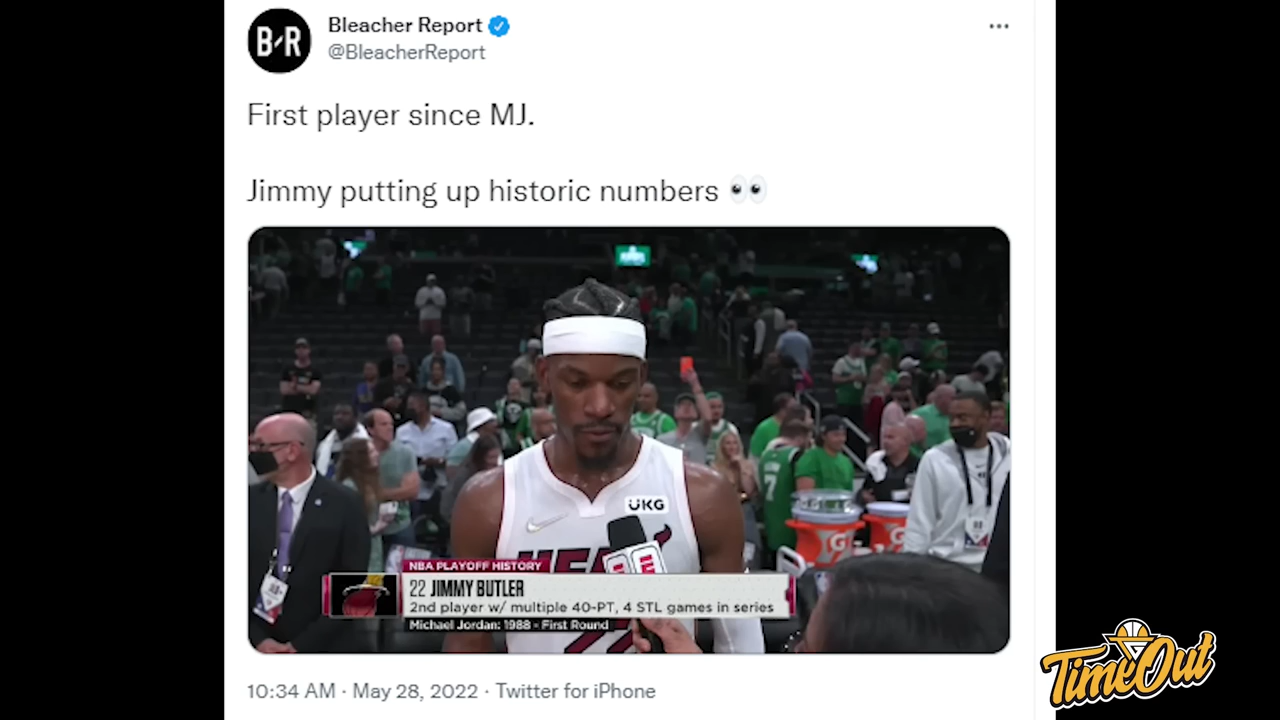 B/R
Bleacher Report
@BleacherReport
First player since MJ.
Jimmy putting up historic numbers 👀
UKG
HEAT
7
G
G
NBA PLAYOFF HISTORY
22 JIMMY BUTLER
2nd player w/ multiple 40-PT, 4 STL games in series
Michael Jordan: 1988 - First Round
10:34 AM · May 28, 2022 · Twitter for iPhone
TimeOut